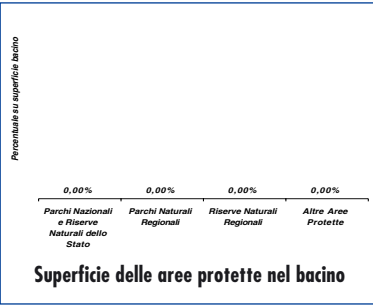 Percentuale su superficie bacino
0,00% 0,00% 0,00% 0,00%
Parchi Nazionali
e Riserve
Naturali dello
Stato
Parchi Naturali
Regionali
Riserve Naturali
Regionali
Altre Aree
Protette
Superficie delle aree protette nel bacino